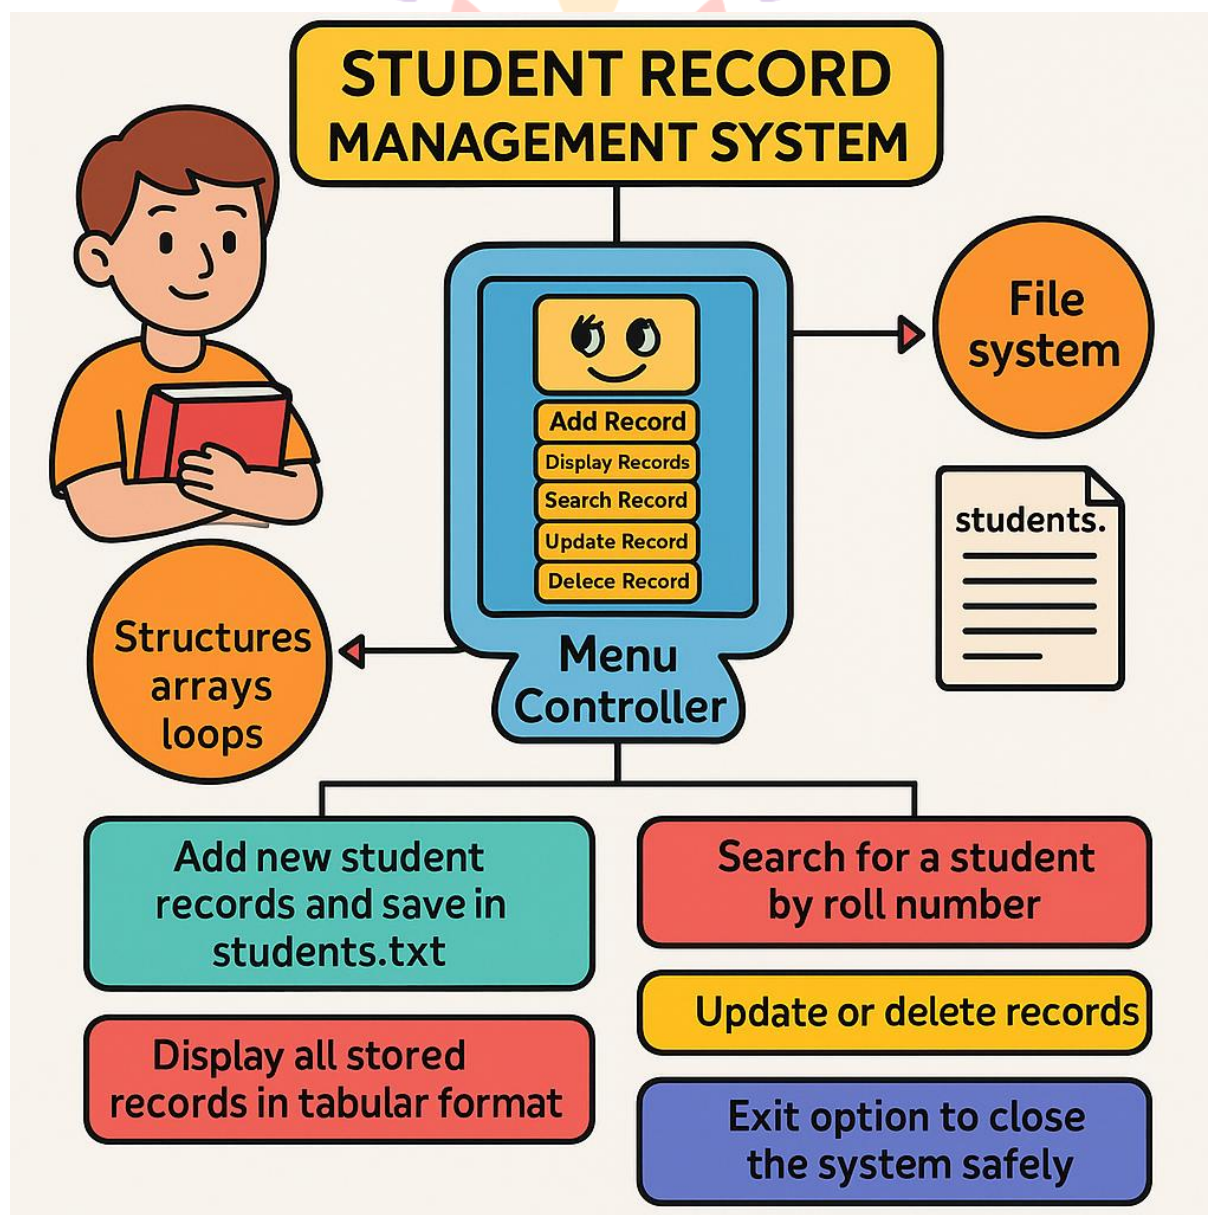 STUDENT RECORD
MANAGEMENT SYSTEM
File
system
Add Record
Display Records
Search Record
Update Record
Delece Record
students.
Menu
Controller
Structures
arrays
loops
Add new student
records and save in
students.txt
Display all stored
records in tabular format
Search for a student
by roll number
Update or delete records
Exit option to close
the system safely